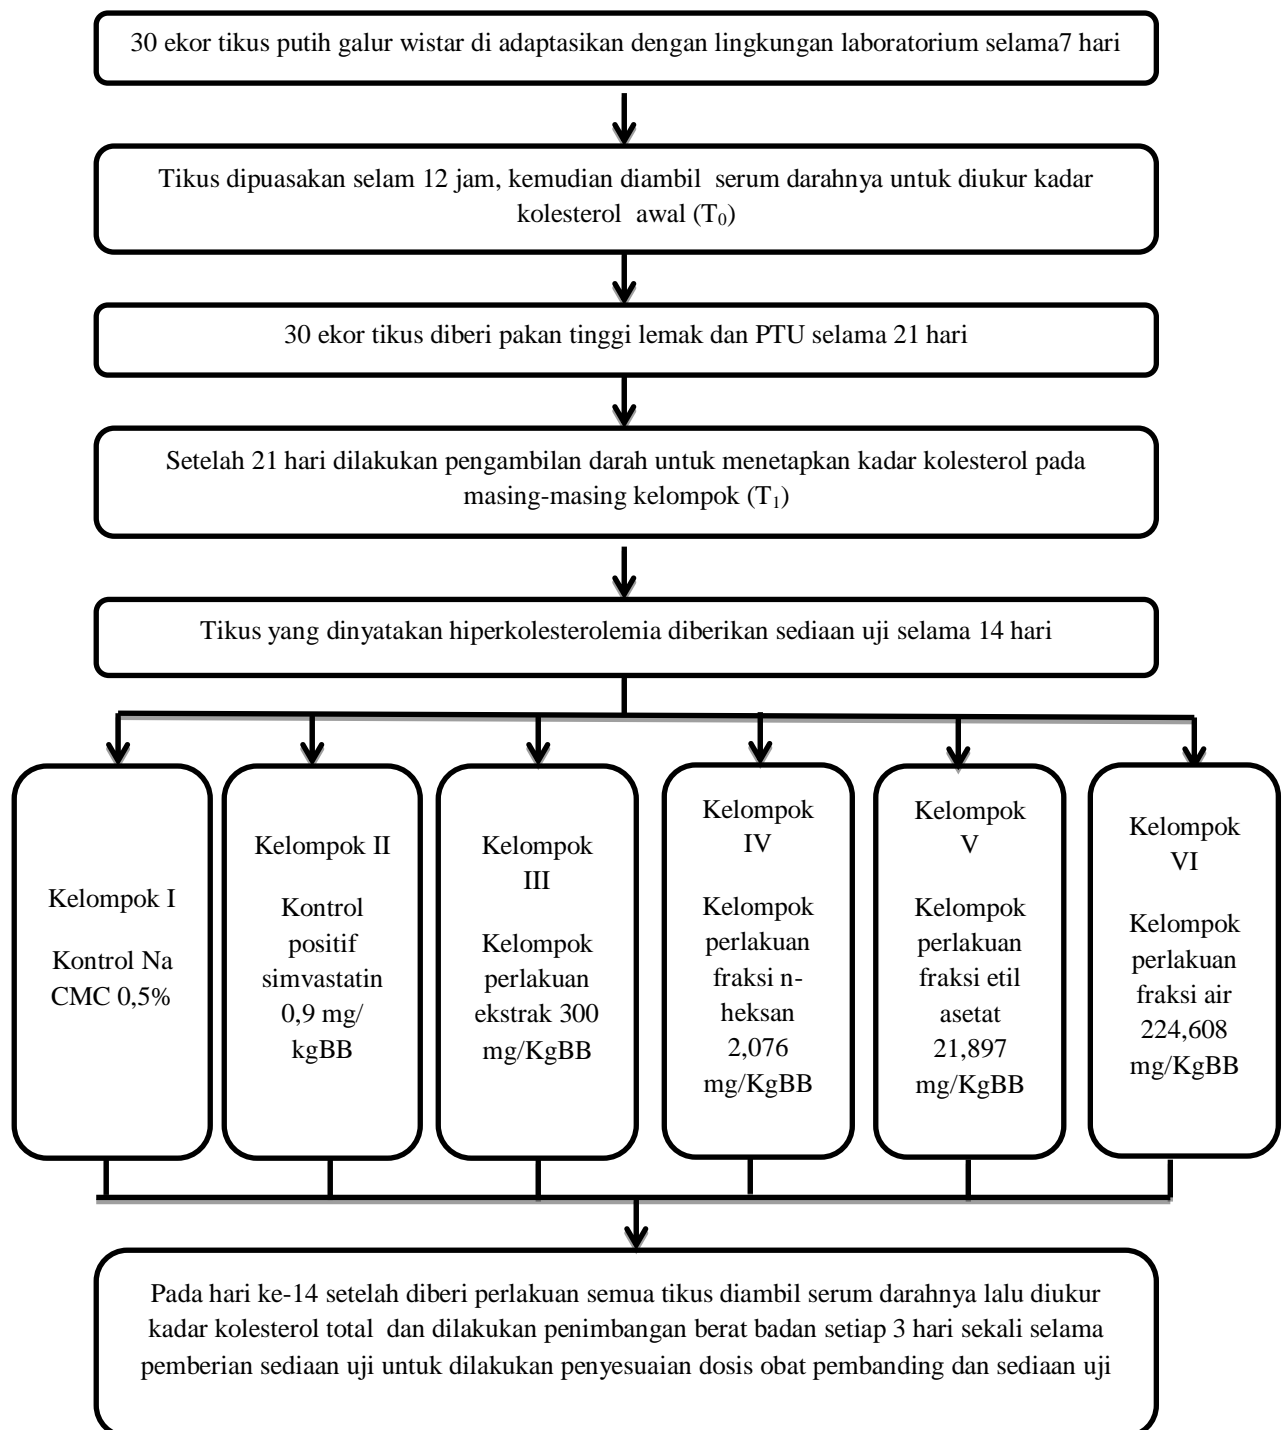 30 ekor tikus putih galur wistar di adaptasikan dengan lingkungan laboratorium selama7 hari
Tikus dipuasakan selam 12 jam, kemudian diambil serum darahnya untuk diukur kadar
kolesterol awal (T₀)
30 ekor tikus diberi pakan tinggi lemak dan PTU selama 21 hari
Setelah 21 hari dilakukan pengambilan darah untuk menetapkan kadar kolesterol pada
masing-masing kelompok (T₁)
Tikus yang dinyatakan hiperkolesterolemia diberikan sediaan uji selama 14 hari
Kelompok I
Kontrol Na
CMC 0,5%
Kelompok II
Kontrol
positif
simvastatin
0,9 mg/
kgBB
Kelompok
III
Kelompok
perlakuan
ekstrak 300
mg/KgBB
Kelompok
IV
Kelompok
perlakuan
fraksi n-
heksan
2,076
mg/KgBB
Kelompok
V
Kelompok
perlakuan
fraksi etil
asetat
21,897
mg/KgBB
Kelompok
VI
Kelompok
perlakuan
fraksi air
224,608
mg/KgBB
Pada hari ke-14 setelah diberi perlakuan semua tikus diambil serum darahnya lalu diukur
kadar kolesterol total dan dilakukan penimbangan berat badan setiap 3 hari sekali selama
pemberian sediaan uji untuk dilakukan penyesuaian dosis obat pembanding dan sediaan uji